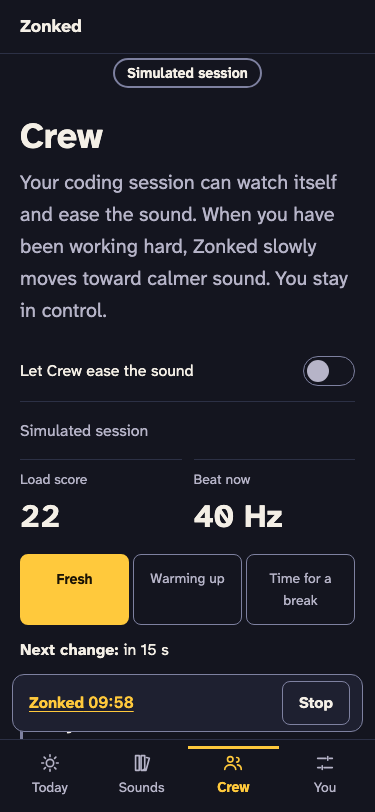 Zonked
Simulated session
Crew
Your coding session can watch itself
and ease the sound. When you have
been working hard, Zonked slowly
moves toward calmer sound. You stay
in control.
Let Crew ease the sound
Simulated session
Load score
Beat now
22
40 Hz
Fresh
Warming up
Time for a
break
Next change: in 15 s
Zonked 09:58
Stop
Today
Sounds
Crew
You